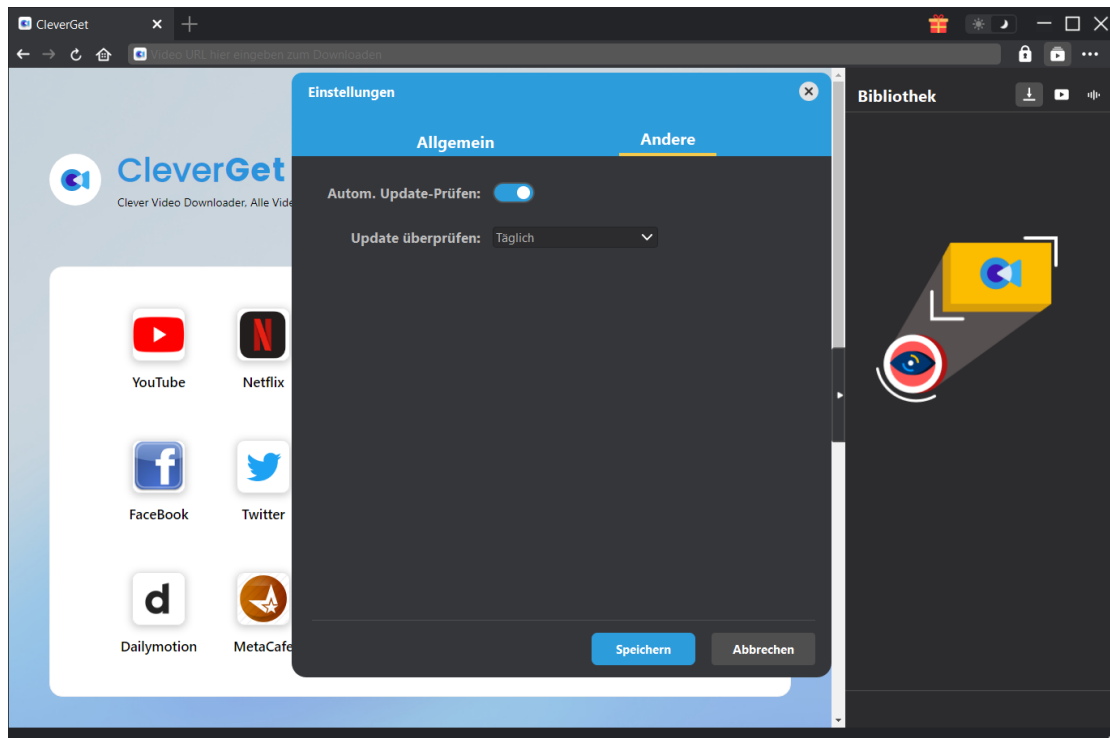 CleverGet
Video URL hier eingeben zum Downloaden
Einstellungen
Allgemein
Andere
Autom. Update-Prüfen:
Update überprüfen:
Täglich
Speichern
Abbrechen
CleverGet
Clever Video Downloader. Alle Vide
YouTube
Netflix
FaceBook
Twitter
Dailymotion
MetaCafe
Bibliothek